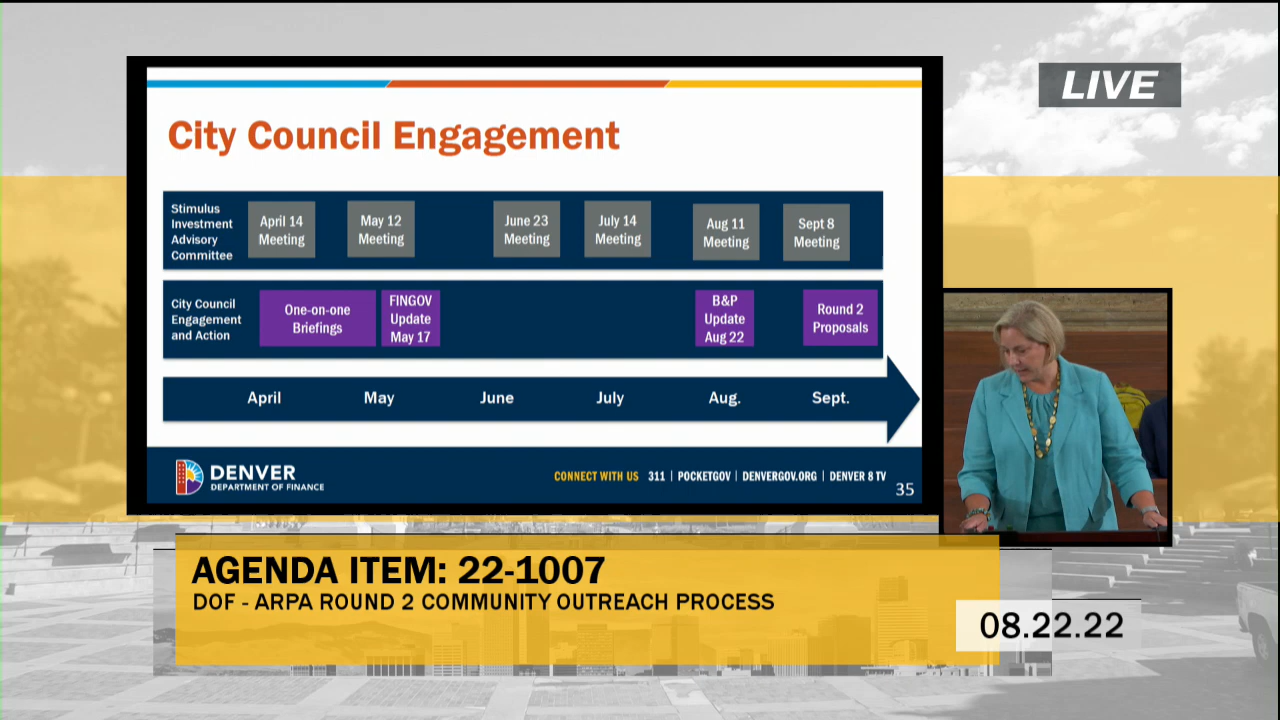 LIVE
City Council Engagement
Stimulus
Investment
Advisory
Committee
April 14
Meeting
May 12
Meeting
June 23
Meeting
July 14
Meeting
Aug 11
Meeting
Sept 8
Meeting
City Council
Engagement
and Action
One-on-one
Briefings
FINGOV
Update
May 17
B&P
Update
Aug 22
Round 2
Proposals
April May June July Aug. Sept.
DENVER
DEPARTMENT OF FINANCE
CONNECT WITH US 311 | POCKETGOV | DENVERGOV.ORG | DENVER 8 TV
35
AGENDA ITEM: 22-1007
DOF - ARPA ROUND 2 COMMUNITY OUTREACH PROCESS
08.22.22